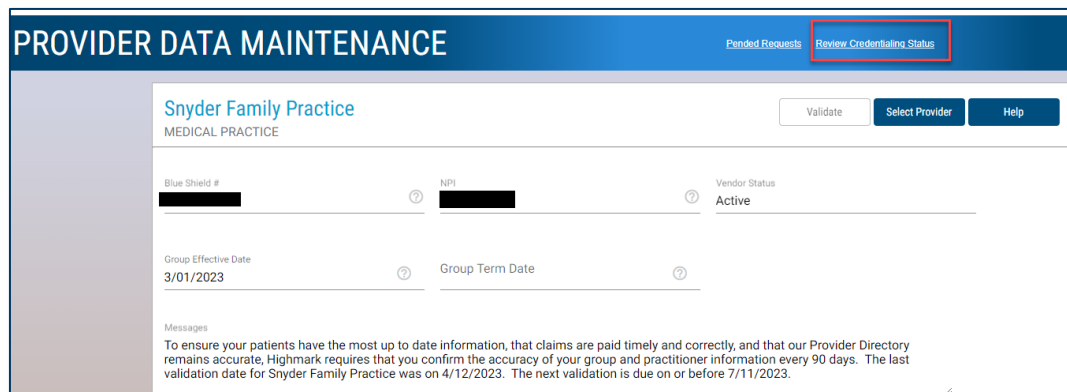 PROVIDER DATA MAINTENANCE
Pended Requests Review Credentialing Status
Snyder Family Practice
MEDICAL PRACTICE
Validate Select Provider Help
Blue Shield # NPI Vendor Status
? ? Active
Group Effective Date
3/01/2023 ? Group Term Date ?
Messages
To ensure your patients have the most up to date information, that claims are paid timely and correctly, and that our Provider Directory
remains accurate, Highmark requires that you confirm the accuracy of your group and practitioner information every 90 days. The last
validation date for Snyder Family Practice was on 4/12/2023. The next validation is due on or before 7/11/2023.